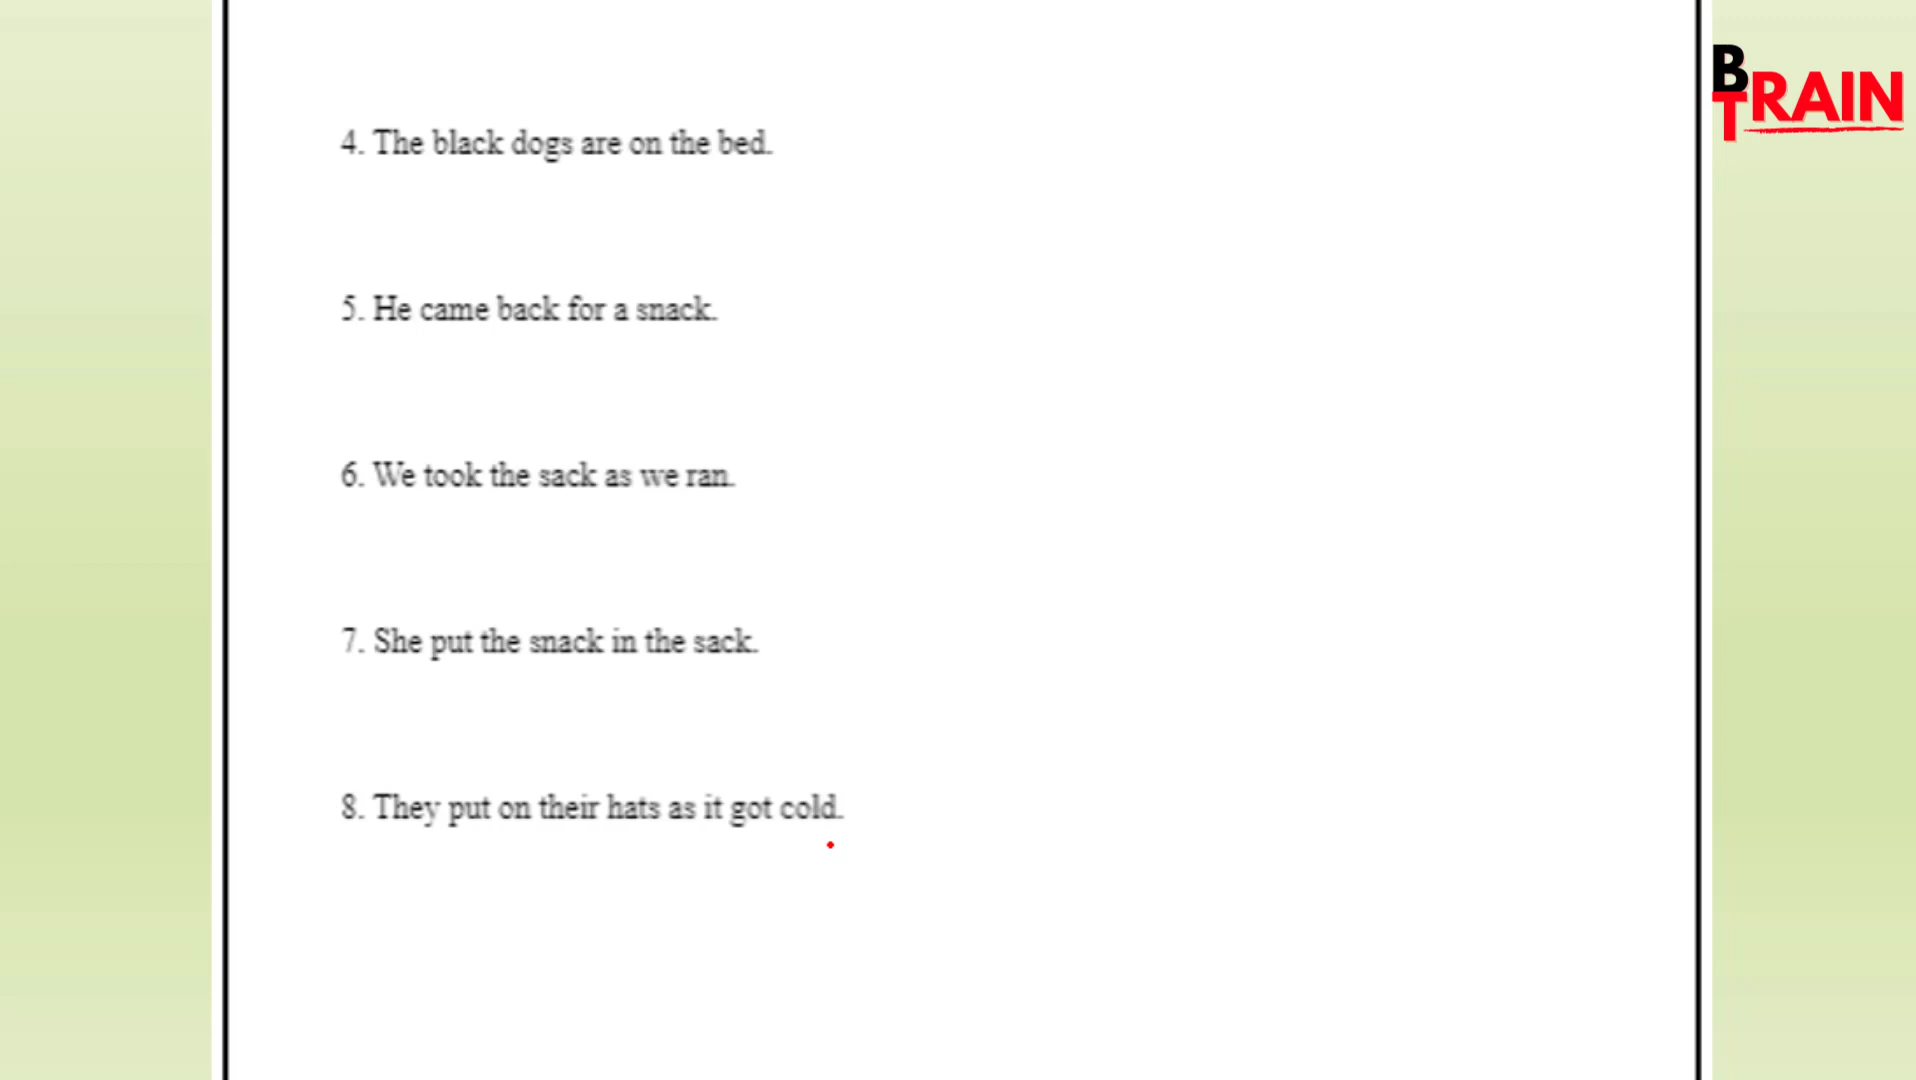 BTRAIN
4. The black dogs are on the bed.
5. He came back for a snack.
6. We took the sack as we ran.
7. She put the snack in the sack.
8. They put on their hats as it got cold.